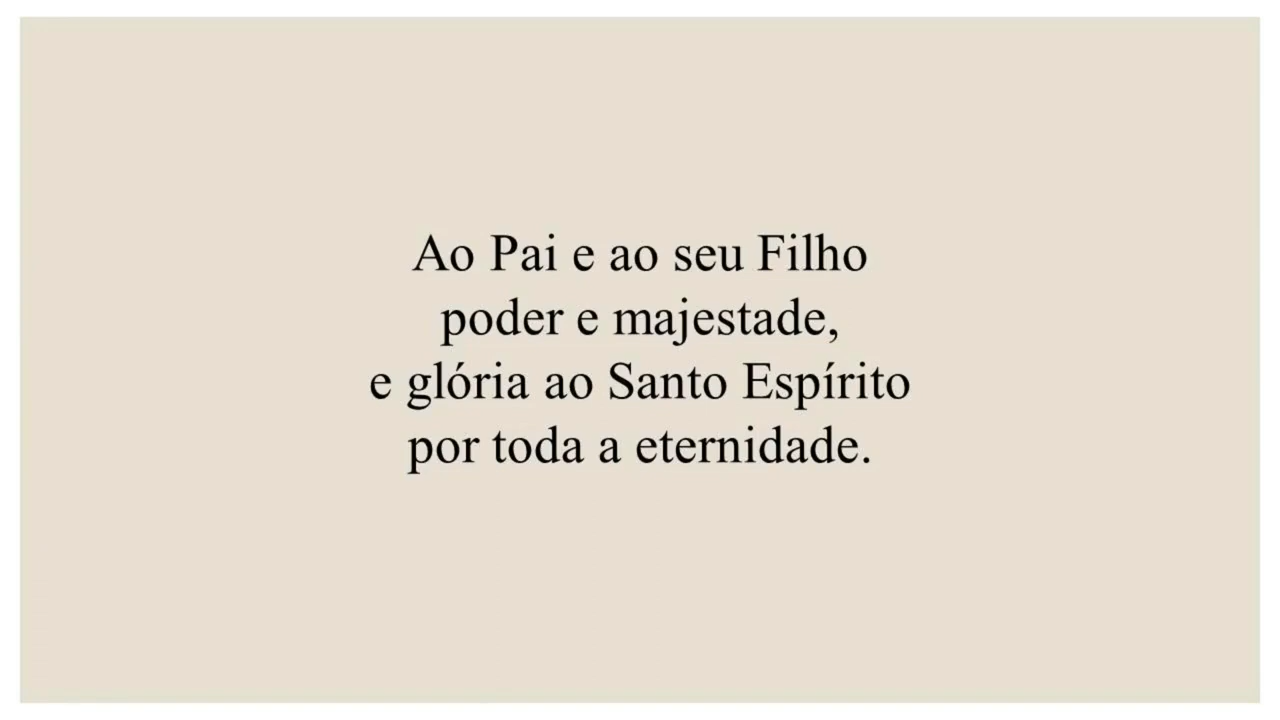 Ao Pai e ao seu Filho
poder e majestade,
e glória ao Santo Espírito
por toda a eternidade.